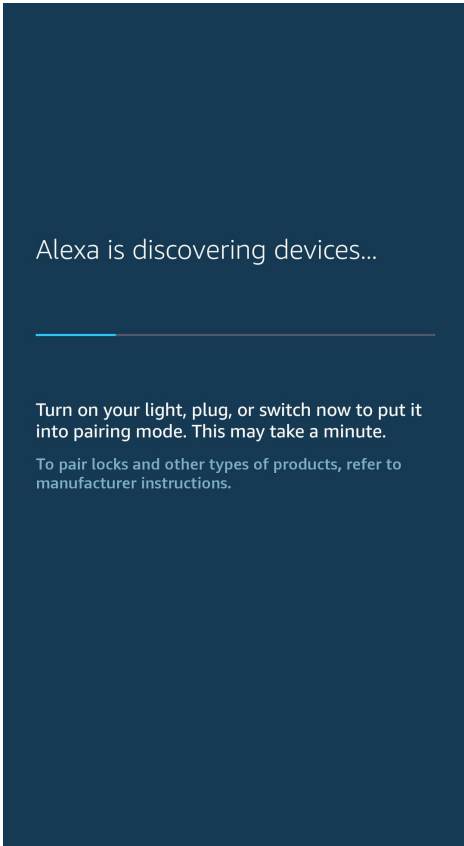 Alexa is discovering devices...
Turn on your light, plug, or switch now to put it
into pairing mode. This may take a minute.
To pair locks and other types of products, refer to
manufacturer instructions.